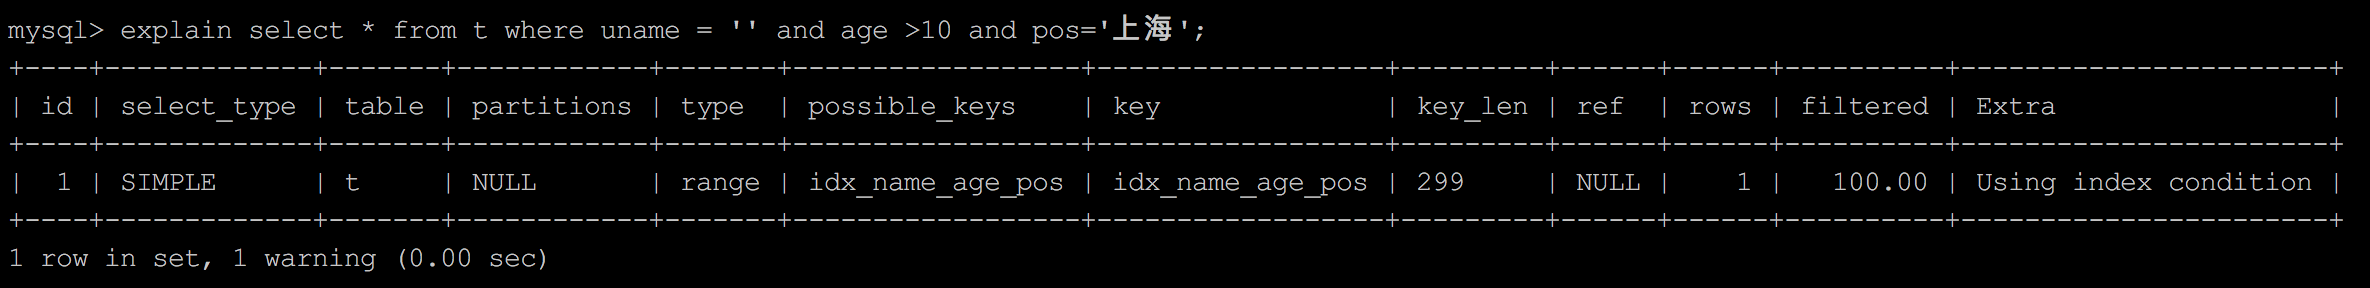 mysql> explain select * from t where uname = '' and age >10 and pos='上海';
+----+-------------+-------+------------+-------+------------------+------------------+---------+------+------+----------+-----------------------+
| id | select_type | table | partitions | type  | possible_keys    | key              | key_len | ref  | rows | filtered | Extra                 |
+----+-------------+-------+------------+-------+------------------+------------------+---------+------+------+----------+-----------------------+
|  1 | SIMPLE      | t     | NULL       | range | idx_name_age_pos | idx_name_age_pos | 299     | NULL |    1 |   100.00 | Using index condition |
+----+-------------+-------+------------+-------+------------------+------------------+---------+------+------+----------+-----------------------+
1 row in set, 1 warning (0.00 sec)